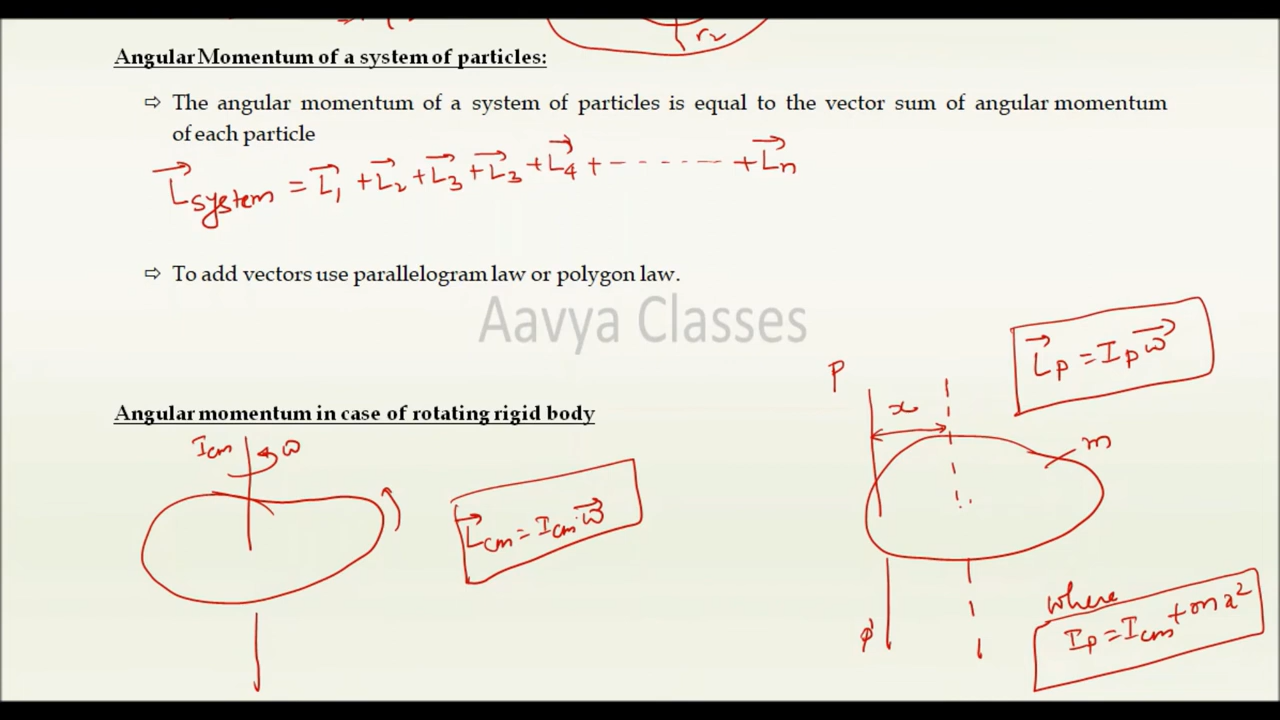 r₂
Angular Momentum of a system of particles:
⇨ The angular momentum of a system of particles is equal to the vector sum of angular momentum
of each particle
L⃗system = L⃗₁ + L⃗₂ + L⃗₃ + L⃗₃ + L⃗₄ + - - - - - - - + L⃗n
⇨ To add vectors use parallelogram law or polygon law.
Aavya Classes
L⃗p = Ip ω⃗
P
x
Angular momentum in case of rotating rigid body
Icm ω
m
L⃗cm = Icm ω⃗
where
Ip = Icm + mx²